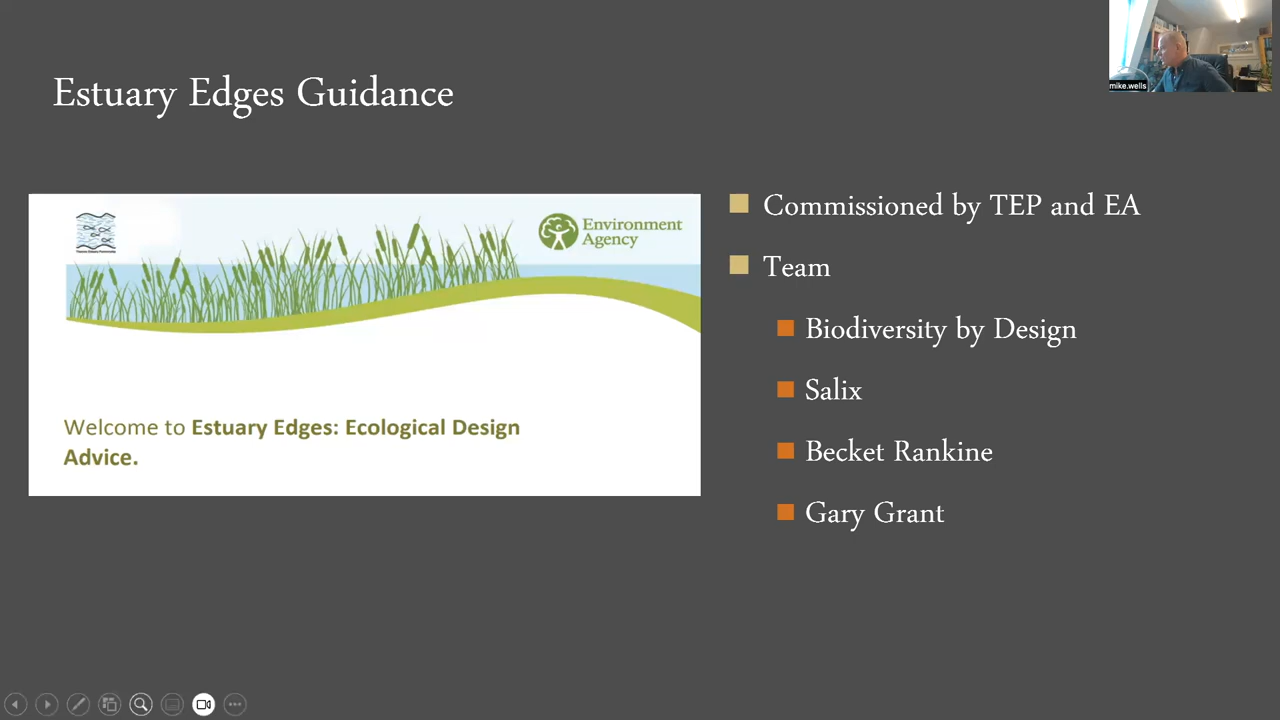 Estuary Edges Guidance
mike.wells
Environment
Agency
Welcome to Estuary Edges: Ecological Design
Advice.
Commissioned by TEP and EA
Team
Biodiversity by Design
Salix
Becket Rankine
Gary Grant